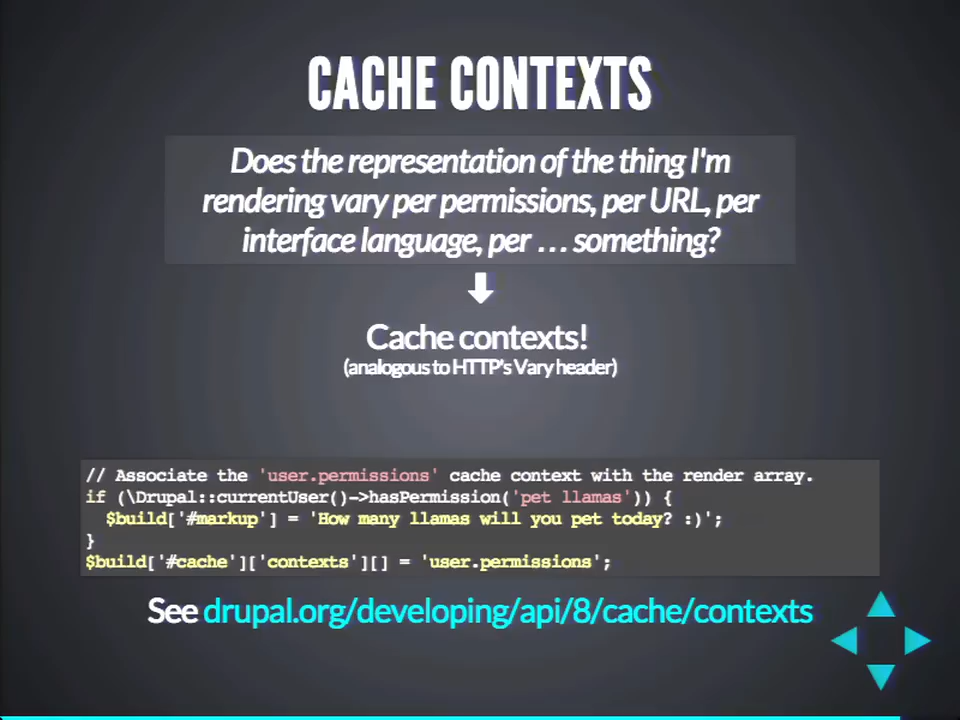 CACHE CONTEXTS
Does the representation of the thing I'm
rendering vary per permissions, per URL, per
interface language, per … something?
Cache contexts!
(analogous to HTTP's Vary header)
// Associate the 'user.permissions' cache context with the render array.
if (\Drupal::currentUser()->hasPermission('pet llamas')) {
  $build['#markup'] = 'How many llamas will you pet today? :)';
}
$build['#cache']['contexts'][] = 'user.permissions';
See drupal.org/developing/api/8/cache/contexts